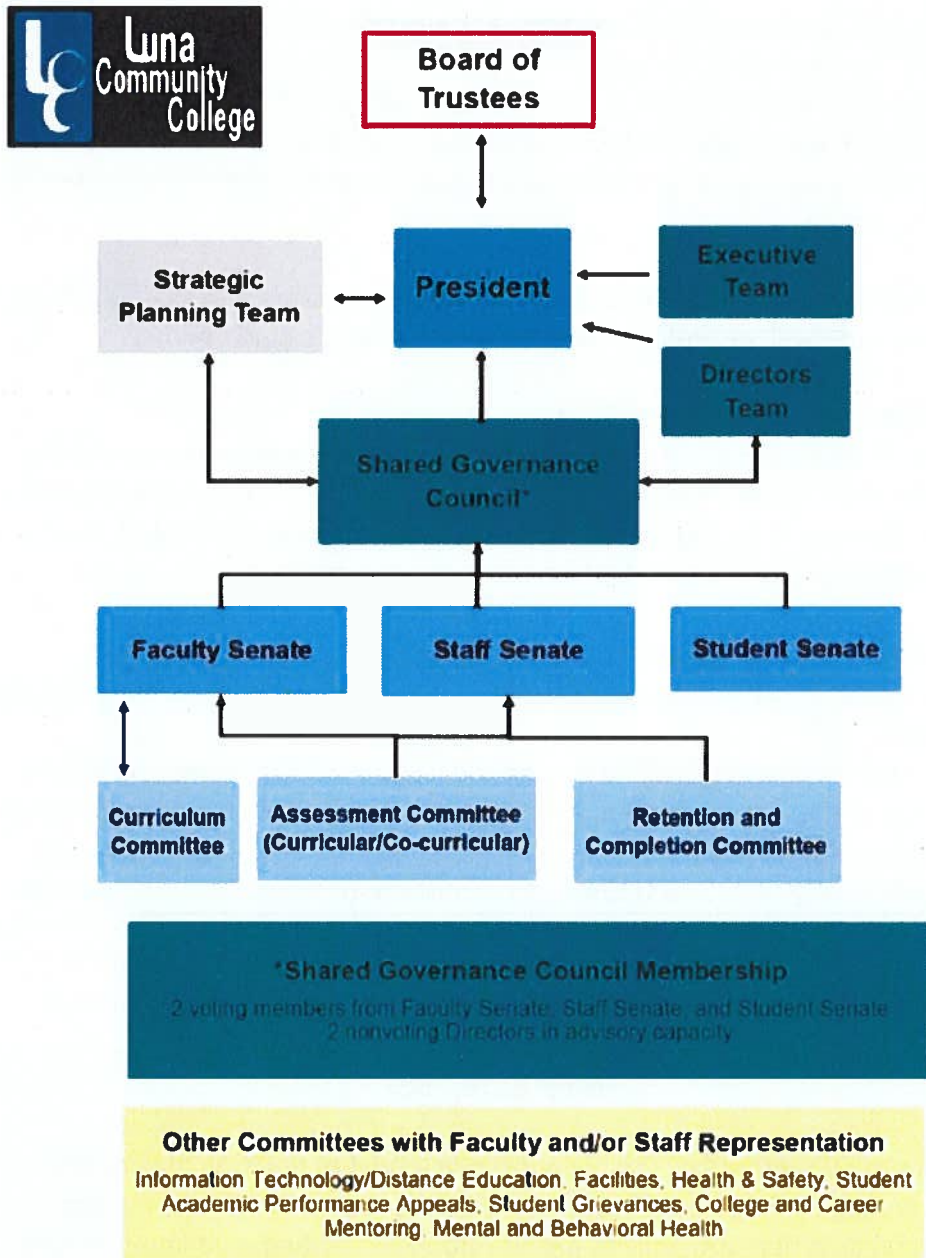 LCC
Luna
Community
College
Board of
Trustees
Strategic
Planning Team
President
Executive
Team
Directors
Team
Shared Governance
Council*
Faculty Senate
Staff Senate
Student Senate
Curriculum
Committee
Assessment Committee
(Curricular/Co-curricular)
Retention and
Completion Committee
*Shared Governance Council Membership
2 voting members from Faculty Senate, Staff Senate, and Student Senate
2 nonvoting Directors in advisory capacity
Other Committees with Faculty and/or Staff Representation
Information Technology/Distance Education, Facilities, Health & Safety, Student
Academic Performance Appeals, Student Grievances, College and Career
Mentoring, Mental and Behavioral Health